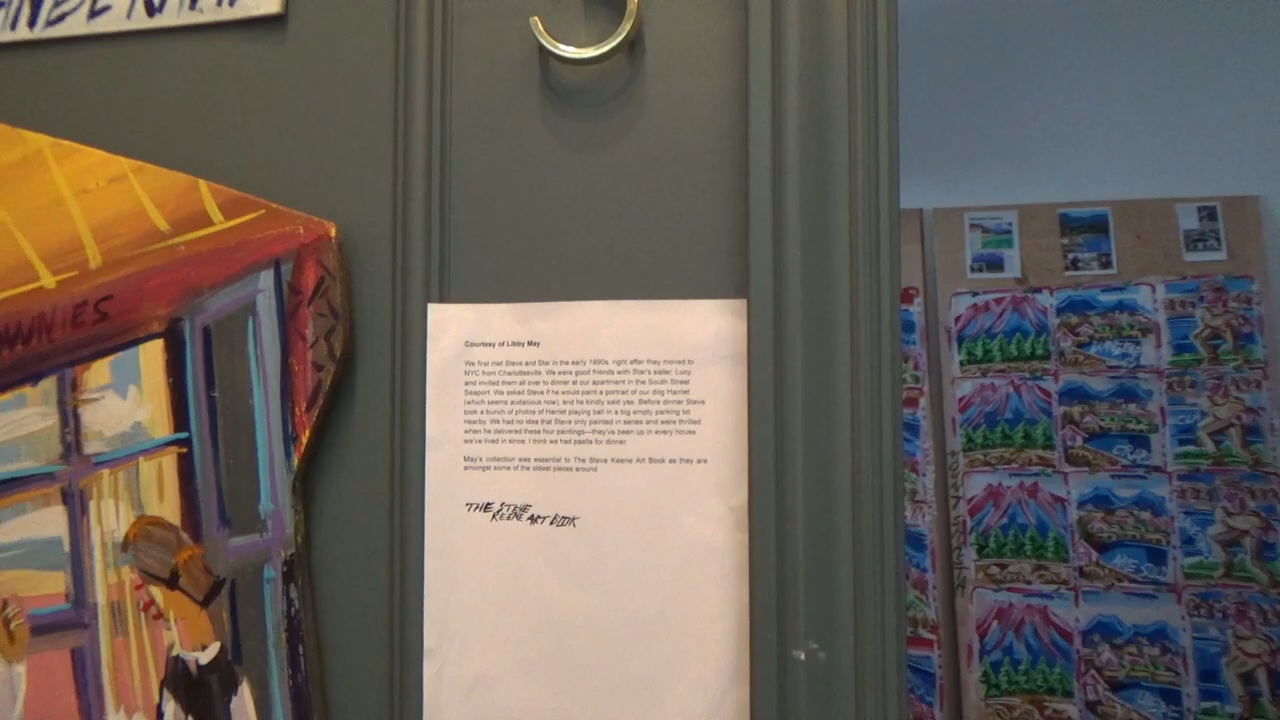 Courtesy of Libby May
We first met Steve and Star in the early 1990s, right after they moved to
NYC from Charlottesville. We were good friends with Star's sister, Lucy,
and invited them all over to dinner at our apartment in the South Street
Seaport. We asked Steve if he would paint a portrait of our dog Harriet
(which seems audacious now), and he kindly said yes. Before dinner Steve
took a bunch of photos of Harriet playing ball in a big empty parking lot
nearby. We had no idea that Steve only painted in series and were thrilled
when he delivered these four paintings—they've been up in every house
we've lived in since. I think we had pasta for dinner.
May's collection was essential to The Steve Keene Art Book as they are
amongst some of the oldest pieces around
THE STEVE
KEENE ART BOOK
WNIES